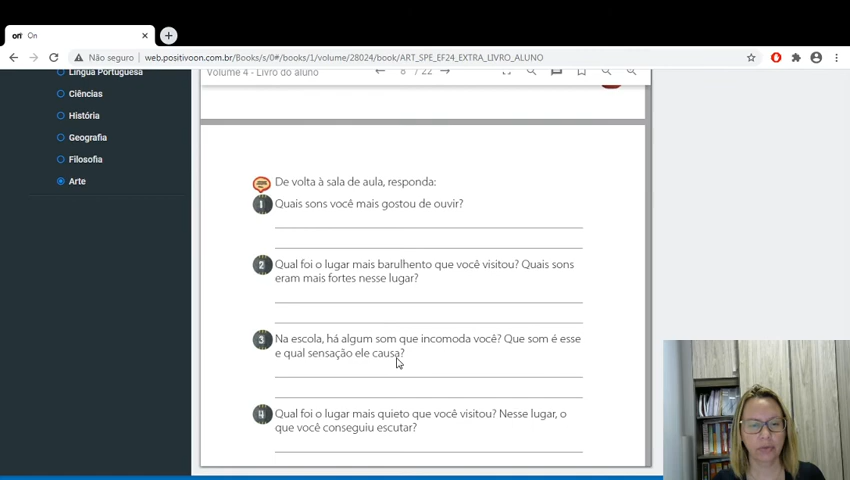 on On
Não seguro web.positivoon.com.br/Books/s/0#/books/1/volume/28024/book/ART_SPE_EF24_EXTRA_LIVRO_ALUNO
Língua Portuguesa
Ciências
História
Geografia
Filosofia
Arte
Volume 4 - Livro do aluno 8 / 22
De volta à sala de aula, responda:
1 Quais sons você mais gostou de ouvir?
2 Qual foi o lugar mais barulhento que você visitou? Quais sons
eram mais fortes nesse lugar?
3 Na escola, há algum som que incomoda você? Que som é esse
e qual sensação ele causa?
4 Qual foi o lugar mais quieto que você visitou? Nesse lugar, o
que você conseguiu escutar?